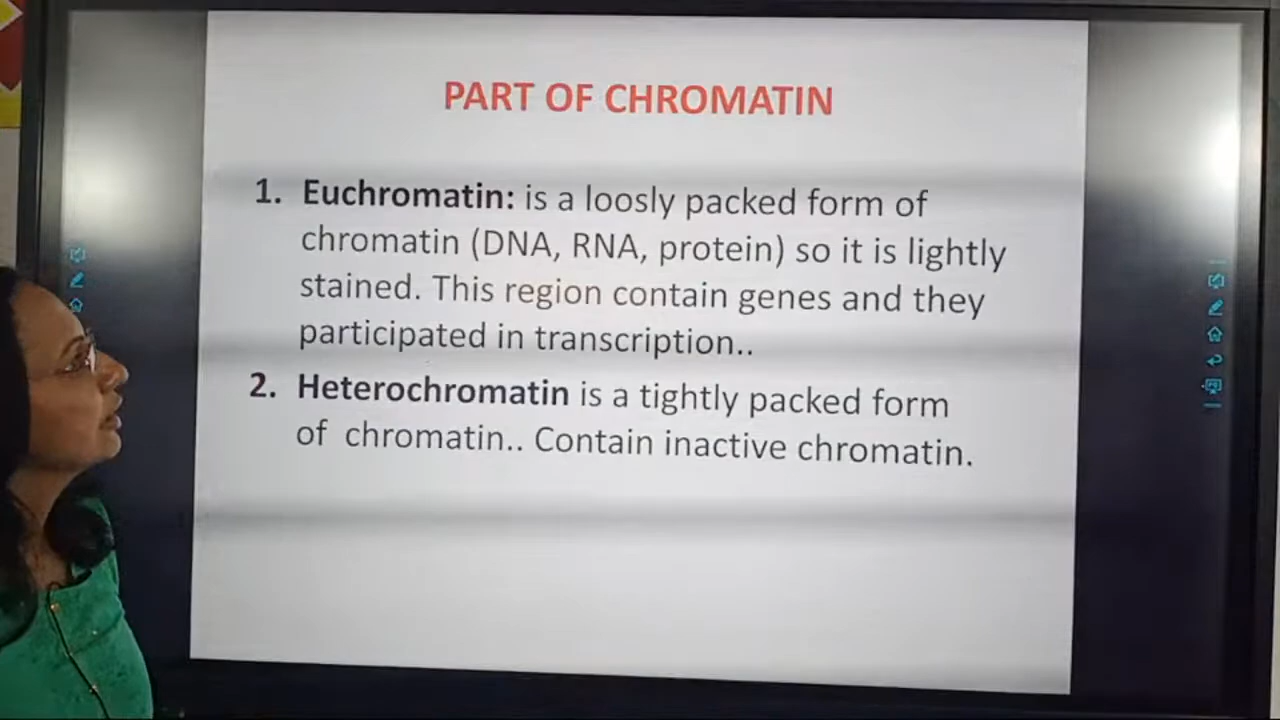 PART OF CHROMATIN
1. Euchromatin: is a loosly packed form of
chromatin (DNA, RNA, protein) so it is lightly
stained. This region contain genes and they
participated in transcription..
2. Heterochromatin is a tightly packed form
of chromatin.. Contain inactive chromatin.